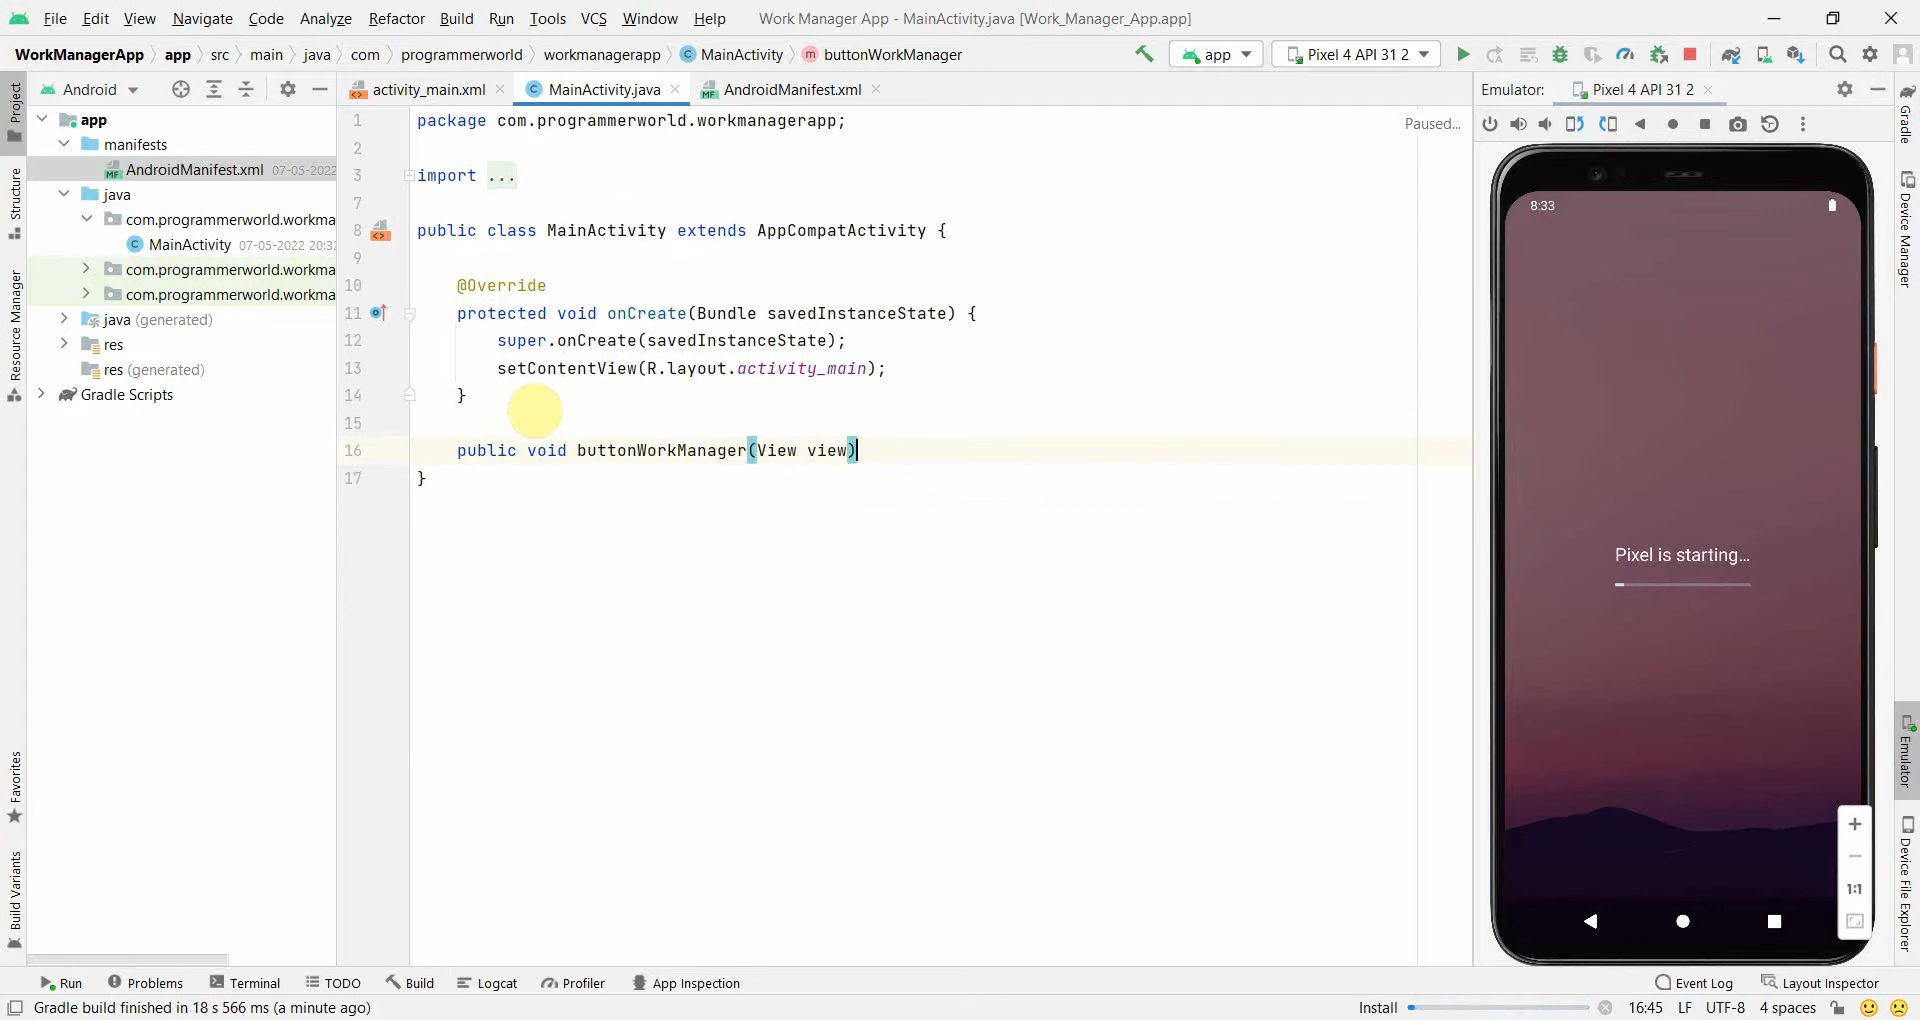 File Edit View Navigate Code Analyze Refactor Build Run Tools VCS Window Help Work Manager App - MainActivity.java [Work_Manager_App.app]
WorkManagerApp app src main java com programmerworld workmanagerapp C MainActivity m buttonWorkManager app Pixel 4 API 31 2
Android
activity_main.xml C MainActivity.java MF AndroidManifest.xml
Emulator: Pixel 4 API 31 2
Project
Structure
Resource Manager
Favorites
Build Variants
app
manifests
MF AndroidManifest.xml 07-05-2022
java
com.programmerworld.workma
C MainActivity 07-05-2022 20:3
com.programmerworld.workma
com.programmerworld.workma
java (generated)
res
res (generated)
Gradle Scripts
1 package com.programmerworld.workmanagerapp;
2
3 import ...
7
8 public class MainActivity extends AppCompatActivity {
9
10 @Override
11 protected void onCreate(Bundle savedInstanceState) {
12 super.onCreate(savedInstanceState);
13 setContentView(R.layout.activity_main);
14 }
15
16 public void buttonWorkManager(View view)
17 }
Paused...
8:33
Pixel is starting...
1:1
Gradle
Device Manager
Emulator
Device File Explorer
Run Problems Terminal TODO Build Logcat Profiler App Inspection Event Log Layout Inspector
Gradle build finished in 18 s 566 ms (a minute ago) Install 16:45 LF UTF-8 4 spaces